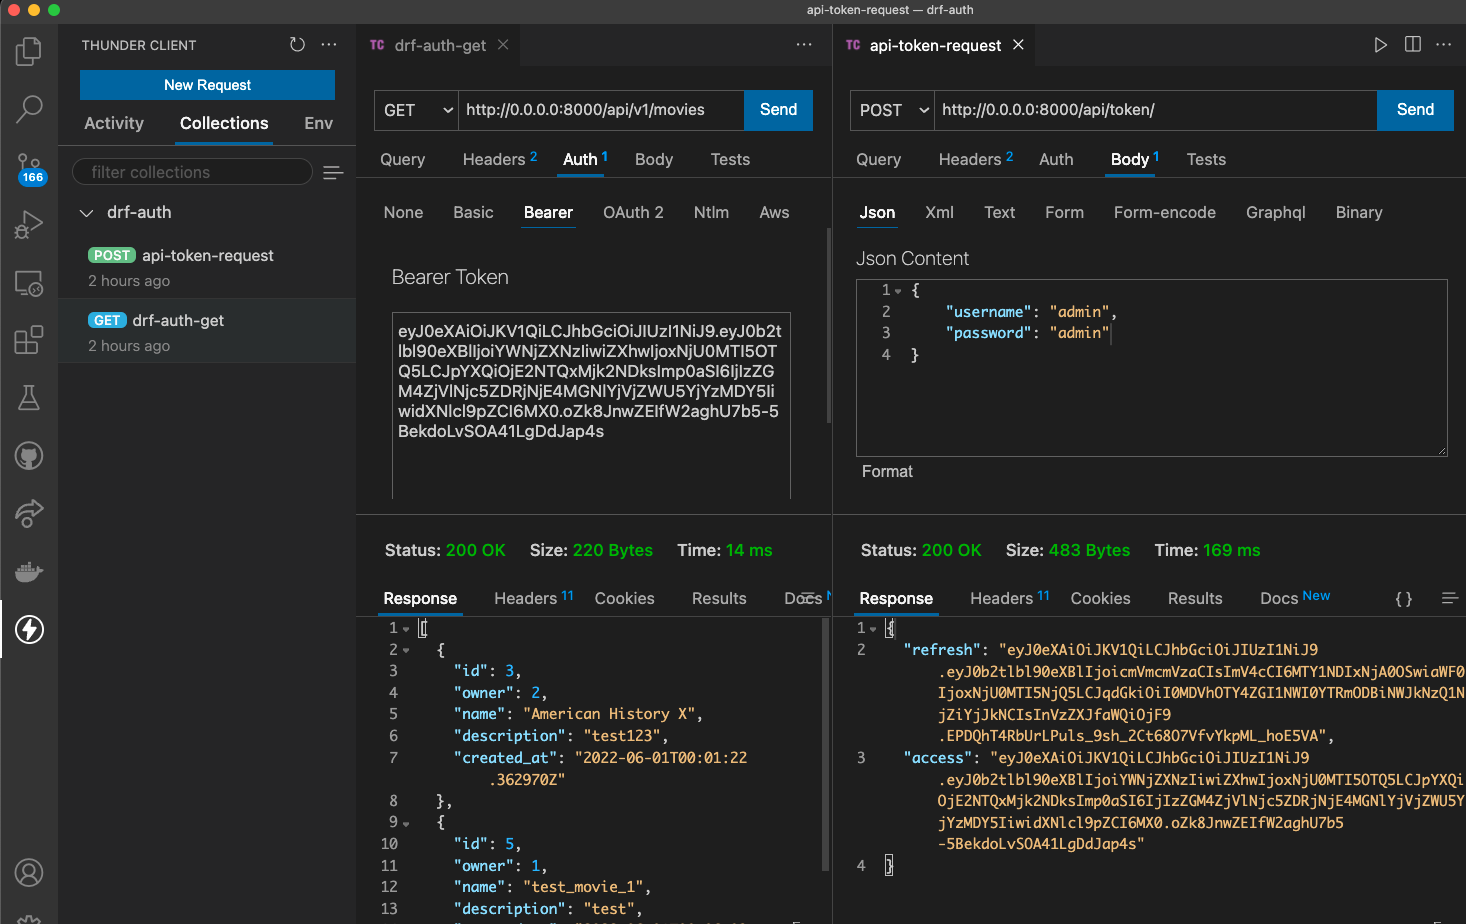 api-token-request — drf-auth
THUNDER CLIENT
New Request
Activity Collections Env
filter collections
166
drf-auth
POST api-token-request
2 hours ago
GET drf-auth-get
2 hours ago
TC drf-auth-get
GET http://0.0.0.0:8000/api/v1/movies Send
Query Headers 2 Auth 1 Body Tests
None Basic Bearer OAuth 2 Ntlm Aws
Bearer Token
eyJ0eXAiOiJKV1QiLCJhbGciOiJIUzI1NiJ9.eyJ0b2t
lbl90eXBlIjoiYWNjZXNzIiwiZXhwIjoxNjU0MTI5OT
Q5LCJpYXQiOjE2NTQxMjk2NDksImp0aSI6IjIzZG
M4ZjVlNjc5ZDRjNjE4MGNlYjVjZWU5YjYzMDY5Ii
widXNlcl9pZCI6MX0.oZk8JnwZEIfW2aghU7b5-5
BekdoLvSOA41LgDdJap4s
Status: 200 OK Size: 220 Bytes Time: 14 ms
Response Headers 11 Cookies Results Docs
1 [
2 {
3 "id": 3,
4 "owner": 2,
5 "name": "American History X",
6 "description": "test123",
7 "created_at": "2022-06-01T00:01:22
.362970Z"
8 },
9 {
10 "id": 5,
11 "owner": 1,
12 "name": "test_movie_1",
13 "description": "test",
TC api-token-request
POST http://0.0.0.0:8000/api/token/ Send
Query Headers 2 Auth Body 1 Tests
Json Xml Text Form Form-encode Graphql Binary
Json Content
1 {
2 "username": "admin",
3 "password": "admin"
4 }
Format
Status: 200 OK Size: 483 Bytes Time: 169 ms
Response Headers 11 Cookies Results Docs New { }
1 {
2 "refresh": "eyJ0eXAiOiJKV1QiLCJhbGciOiJIUzI1NiJ9
.eyJ0b2tlbl90eXBlIjoicmVmcmVzaCIsImV4cCI6MTY1NDIxNjA0OSwiaWF0
IjoxNjU0MTI5NjQ5LCJqdGkiOiI0MDVhOTY4ZGI1NWI0YTRmODBiNWJkNzQ1N
jZiYjJkNCIsInVzZXJfaWQiOjF9
.EPDQhT4RbUrLPuls_9sh_2Ct68O7VfvYkpML_hoE5VA",
3 "access": "eyJ0eXAiOiJKV1QiLCJhbGciOiJIUzI1NiJ9
.eyJ0b2tlbl90eXBlIjoiYWNjZXNzIiwiZXhwIjoxNjU0MTI5OTQ5LCJpYXQi
OjE2NTQxMjk2NDksImp0aSI6IjIzZGM4ZjVlNjc5ZDRjNjE4MGNlYjVjZWU5Y
jYzMDY5IiwidXNlcl9pZCI6MX0.oZk8JnwZEIfW2aghU7b5
-5BekdoLvSOA41LgDdJap4s"
4 }